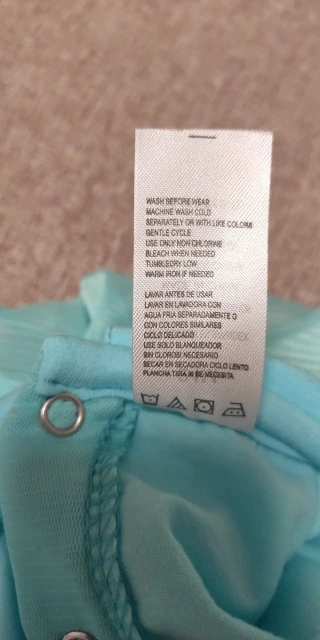 WASH BEFORE WEAR
MACHINE WASH COLD
SEPARATELY OR WITH LIKE COLORS
GENTLE CYCLE
USE ONLY NON CHLORINE
BLEACH WHEN NEEDED
TUMBLEDRY LOW
WARM IRON IF NEEDED
LAVAR ANTES DE USAR
LAVAR EN LAVADORA CON
AGUA FRIA SEPARADAMENTE O
CON COLORES SIMILARES
CICLO DELICADO
USE SOLO BLANQUEADOR
SIN CLOROSI NECESARIO
SECAR EN SECADORA CICLO LENTO
PLANCHA TIBIA SI SE NECESITA